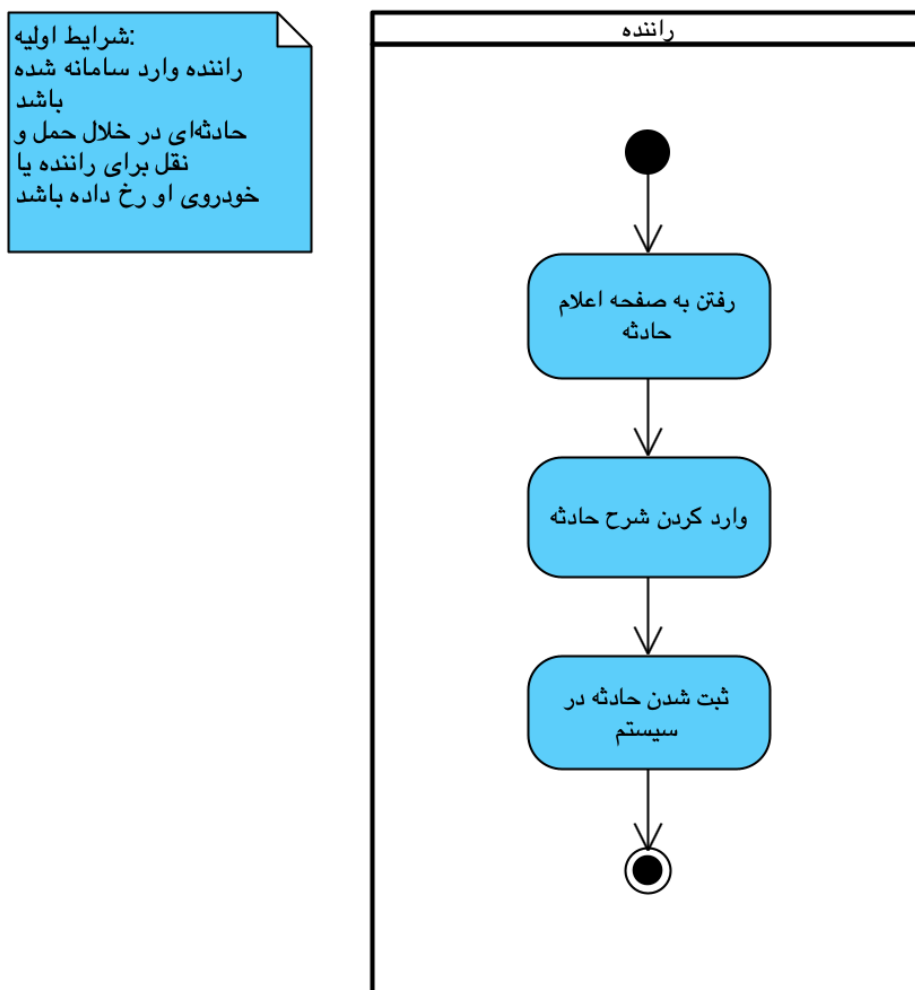 شرایط اولیه:
راننده وارد سامانه شده
باشد
حادثه‌ای در خلال حمل و
نقل برای راننده یا
خودروی او رخ داده باشد
راننده
رفتن به صفحه اعلام
حادثه
وارد کردن شرح حادثه
ثبت شدن حادثه در
سیستم